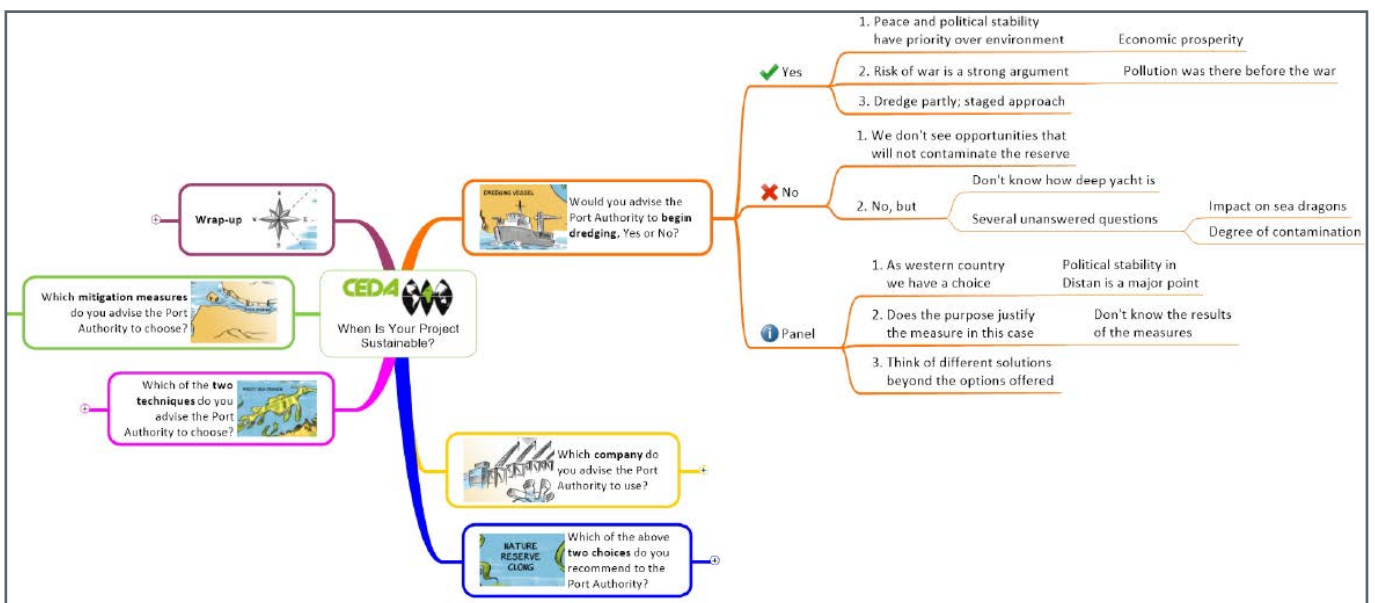 1. Peace and political stability
have priority over environment
Economic prosperity
Yes
2. Risk of war is a strong argument
Pollution was there before the war
3. Dredge partly; staged approach
1. We don't see opportunities that
will not contaminate the reserve
No
Don't know how deep yacht is
2. No, but
Several unanswered questions
Impact on sea dragons
Degree of contamination
1. As western country
we have a choice
Political stability in
Distan is a major point
Panel
2. Does the purpose justify
the measure in this case
Don't know the results
of the measures
3. Think of different solutions
beyond the options offered
DREDGING VESSEL
Would you advise the
Port Authority to begin
dredging, Yes or No?
Wrap-up
Which mitigation measures
do you advise the Port
Authority to choose?
CEDA
When Is Your Project
Sustainable?
Which of the two
techniques do you
advise the Port
Authority to choose?
Which company do
you advise the Port
Authority to use?
NATURE
RESERVE
CLONG
Which of the above
two choices do you
recommend to the
Port Authority?